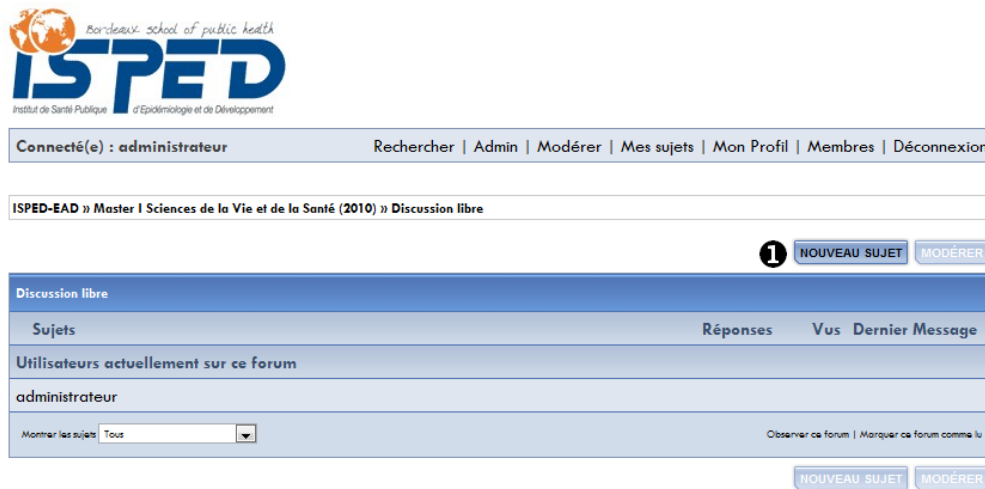 Bordeaux school of public health
ISPED
Institut de Santé Publique d'Epidémiologie et de Développement
Connecté(e) : administrateur Rechercher | Admin | Modérer | Mes sujets | Mon Profil | Membres | Déconnexion
ISPED-EAD » Master I Sciences de la Vie et de la Santé (2010) » Discussion libre
1 NOUVEAU SUJET MODÉRER
Discussion libre
Sujets Réponses Vus Dernier Message
Utilisateurs actuellement sur ce forum
administrateur
Montrer les sujets Tous Observer ce forum | Marquer ce forum comme lu
NOUVEAU SUJET MODÉRER